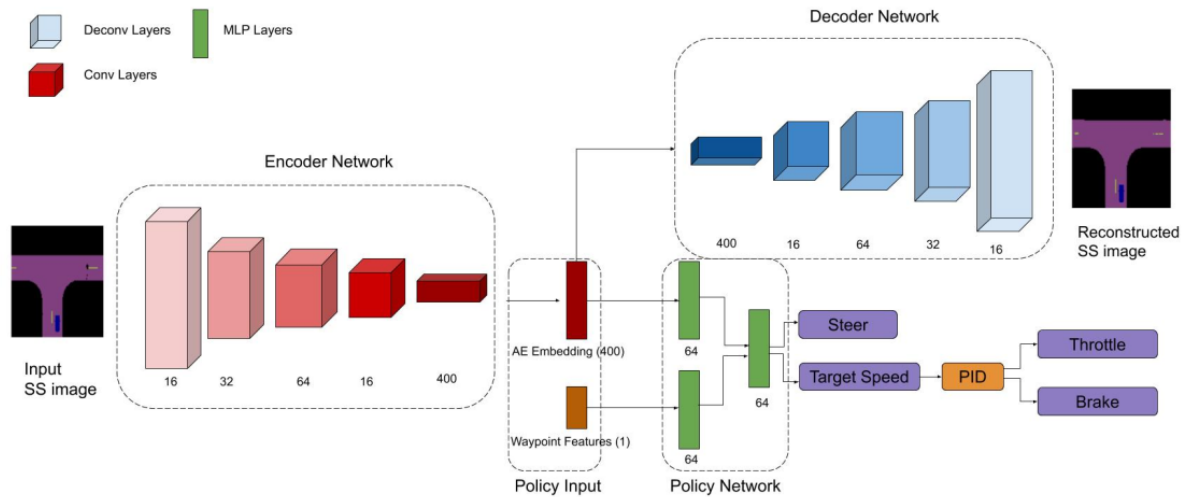 Decoder Network
Deconv Layers
MLP Layers
Conv Layers
Encoder Network
400
16
64
32
16
Reconstructed
SS image
Input
SS image
16
32
64
16
400
AE Embedding (400)
Waypoint Features (1)
64
64
64
Steer
Target Speed
PID
Throttle
Brake
Policy Input
Policy Network